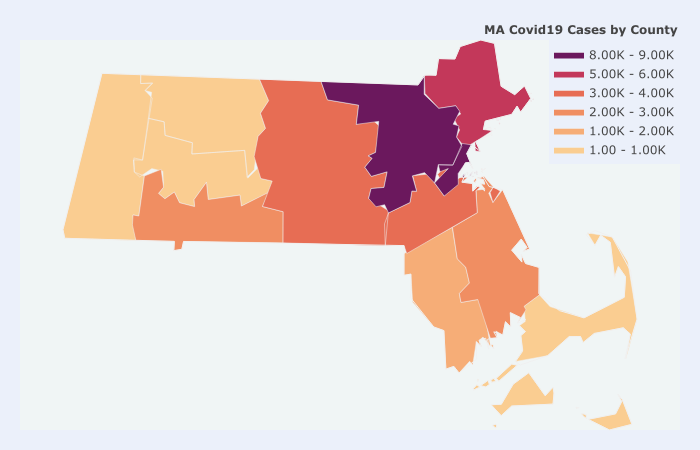 MA Covid19 Cases by County
8.00K - 9.00K
5.00K - 6.00K
3.00K - 4.00K
2.00K - 3.00K
1.00K - 2.00K
1.00 - 1.00K